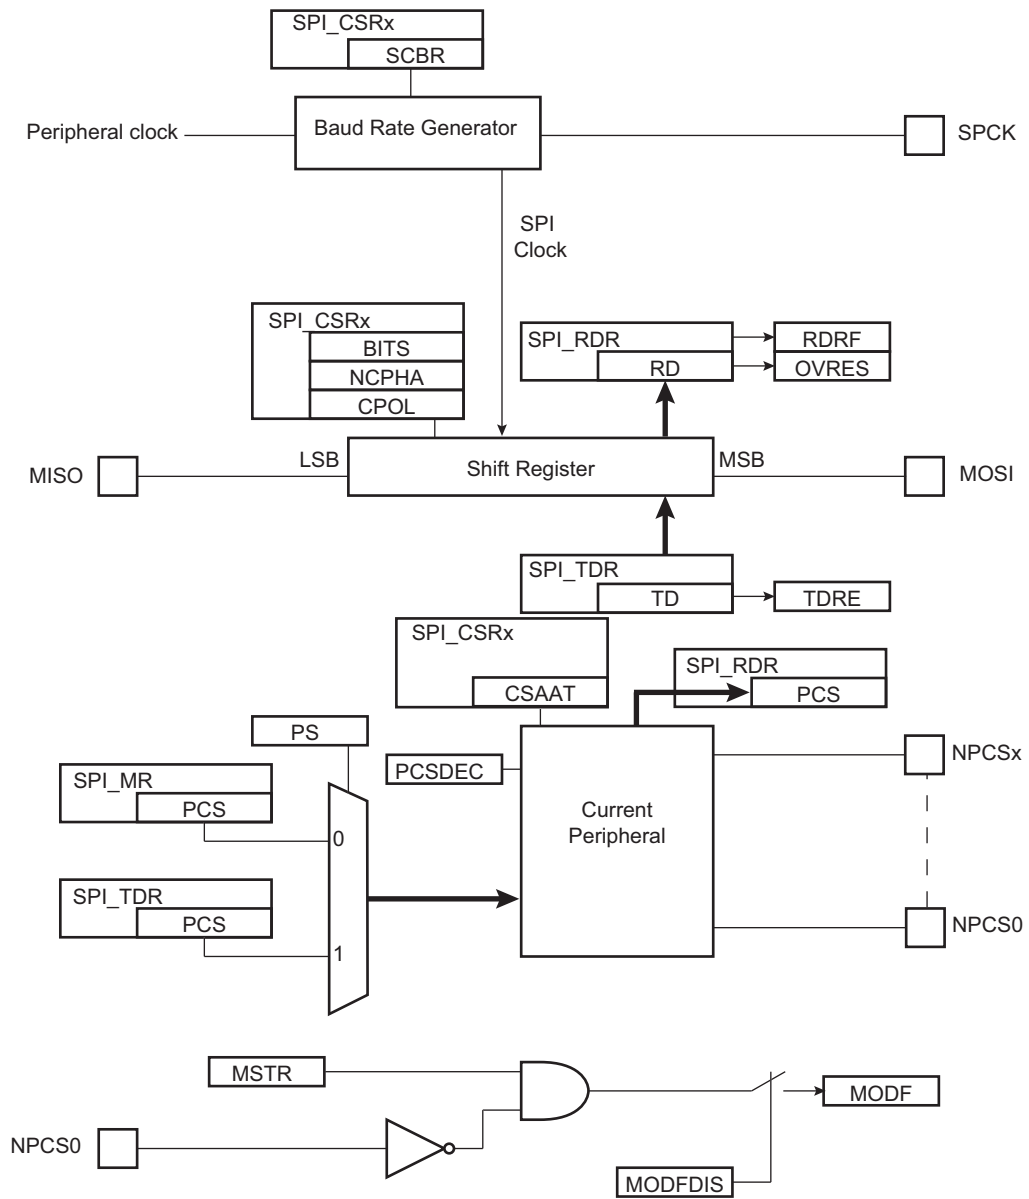 SPI_CSRx
SCBR
Peripheral clock
Baud Rate Generator
SPCK
SPI
Clock
SPI_CSRx
BITS
NCPHA
CPOL
SPI_RDR
RD
RDRF
OVRES
MISO
LSB
Shift Register
MSB
MOSI
SPI_TDR
TD
TDRE
SPI_CSRx
CSAAT
SPI_RDR
PCS
PS
PCSDEC
NPCSx
SPI_MR
PCS
0
Current
Peripheral
SPI_TDR
PCS
1
NPCS0
MSTR
MODF
NPCS0
MODFDIS